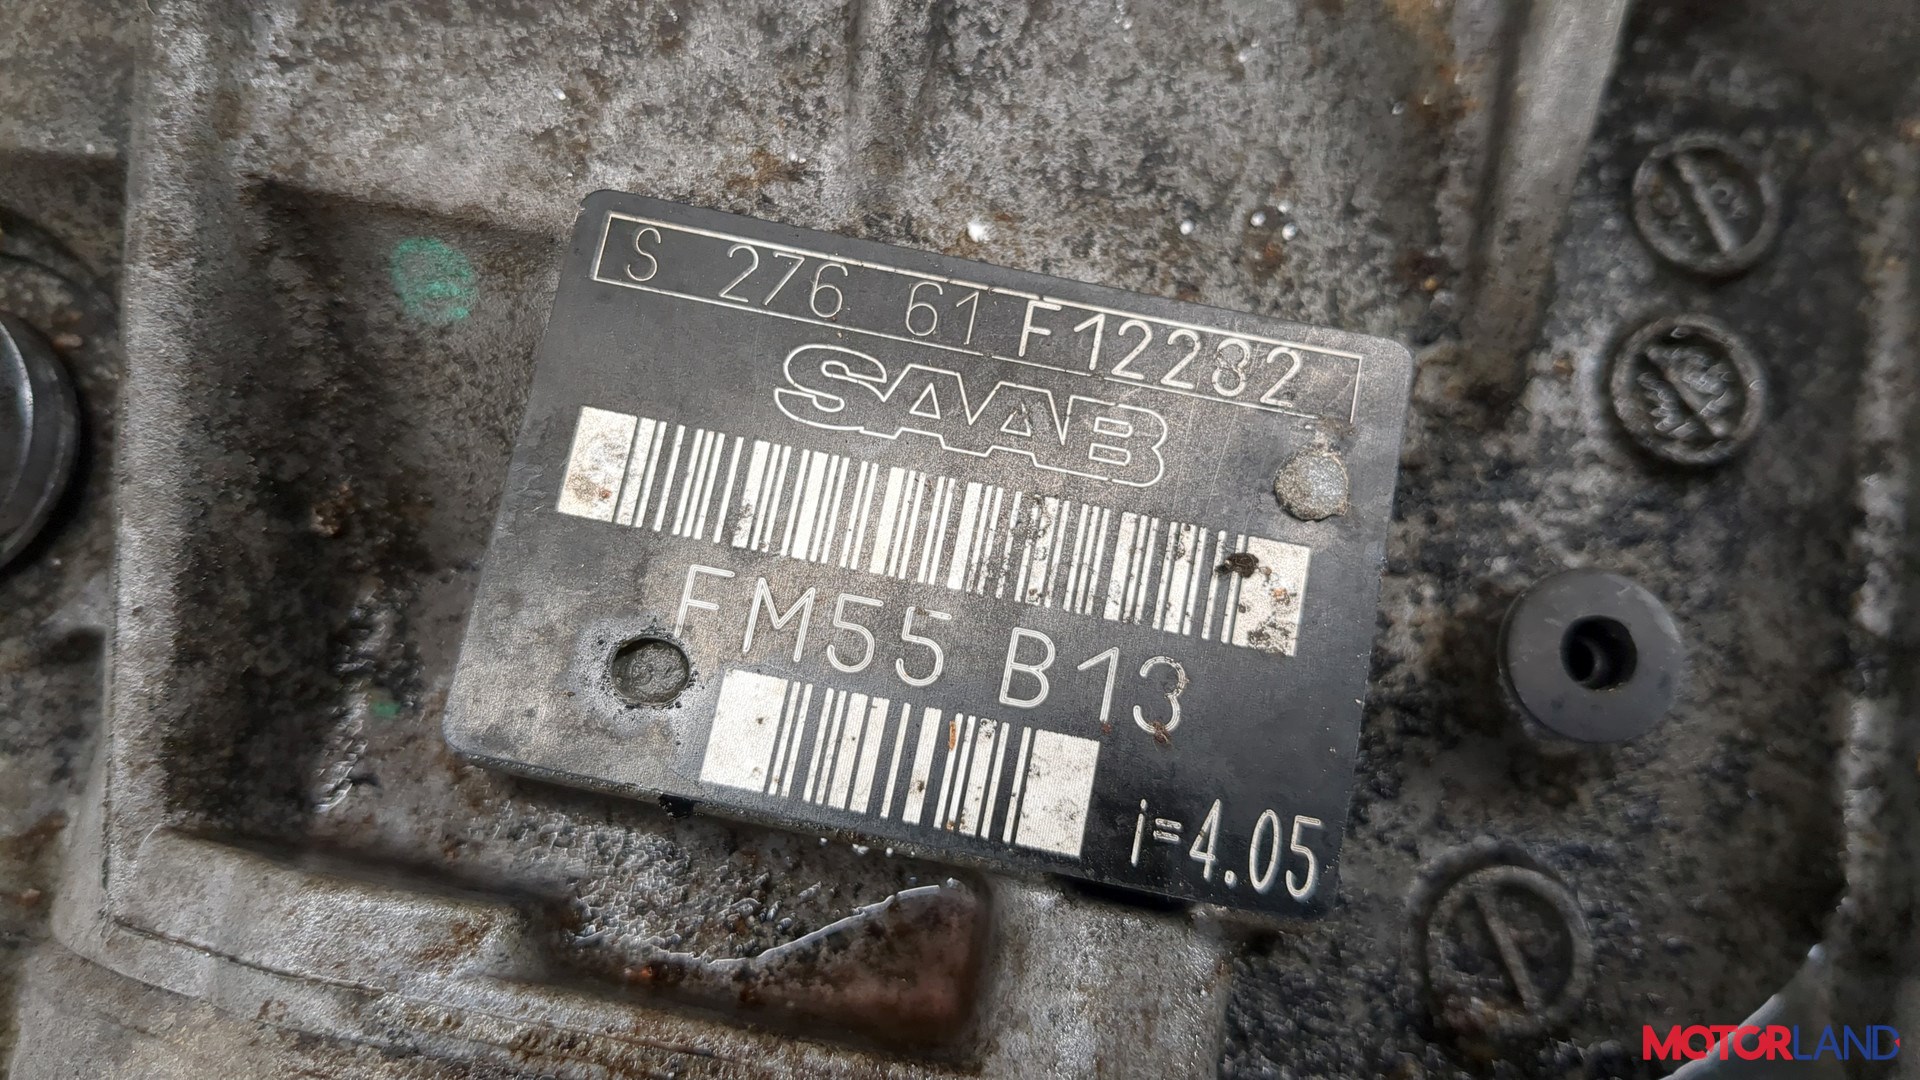 S 276 61 F12282
SAAB
FM55 B13
i=4.05
MOTORLAND